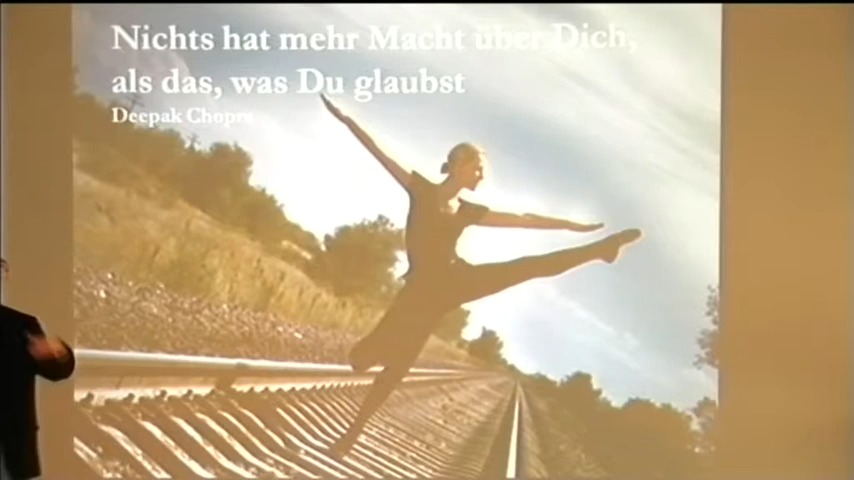 Nichts hat mehr Macht über Dich,
als das, was Du glaubst
Deepak Chopra